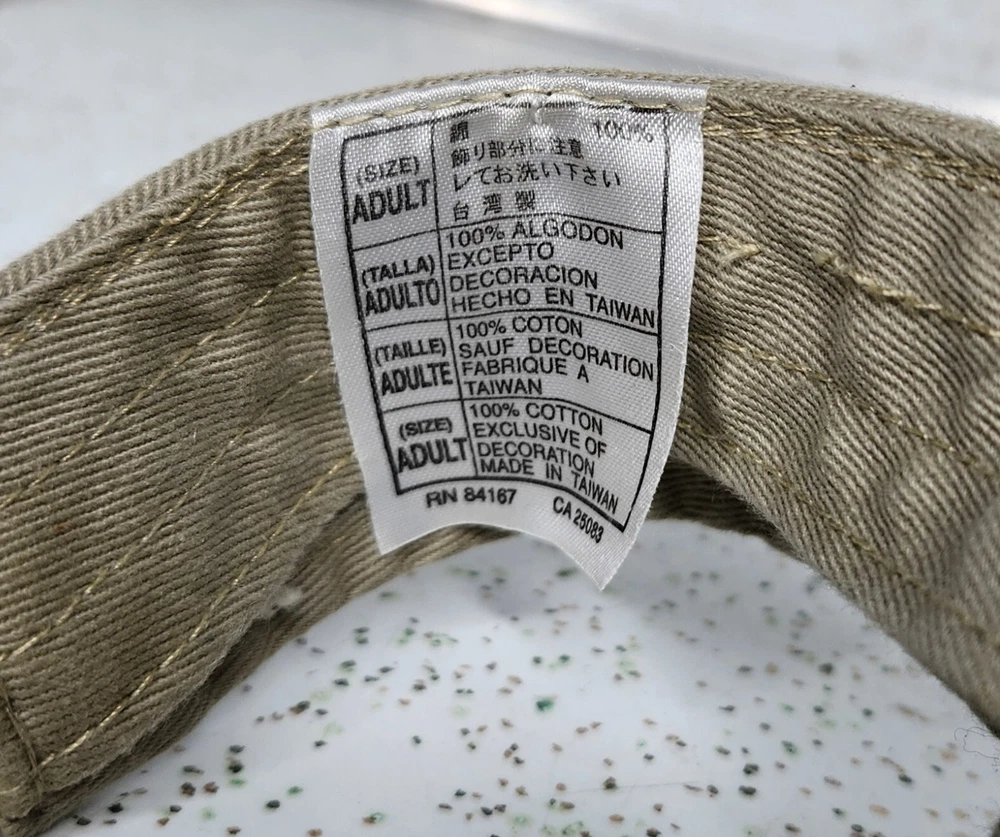 (SIZE)
ADULT
綿 100%
飾り部分に注意
してお洗い下さい
台湾製
(TALLA)
ADULTO
100% ALGODON
EXCEPTO
DECORACION
HECHO EN TAIWAN
(TAILLE)
ADULTE
100% COTON
SAUF DECORATION
FABRIQUE A
TAIWAN
(SIZE)
ADULT
100% COTTON
EXCLUSIVE OF
DECORATION
MADE IN TAIWAN
RN 84167 CA 25083